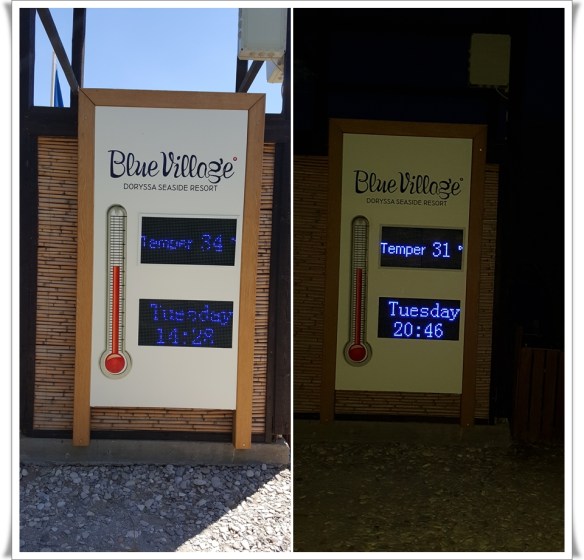 Blue Village
DORYSSA SEASIDE RESORT
Temper 34 °
Tuesday
14:28
Blue Village
DORYSSA SEASIDE RESORT
Temper 31 °
Tuesday
20:46